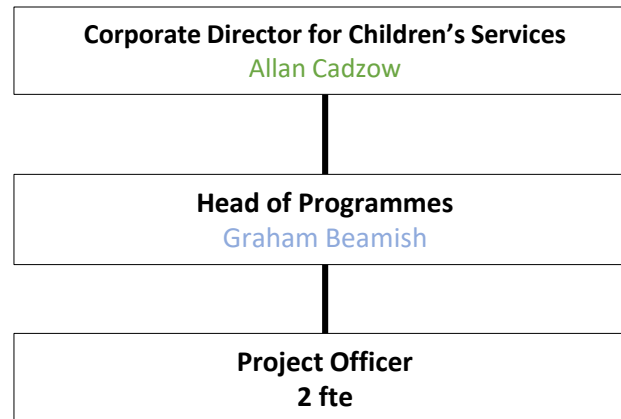 Corporate Director for Children’s Services
Allan Cadzow
Head of Programmes
Graham Beamish
Project Officer
2 fte